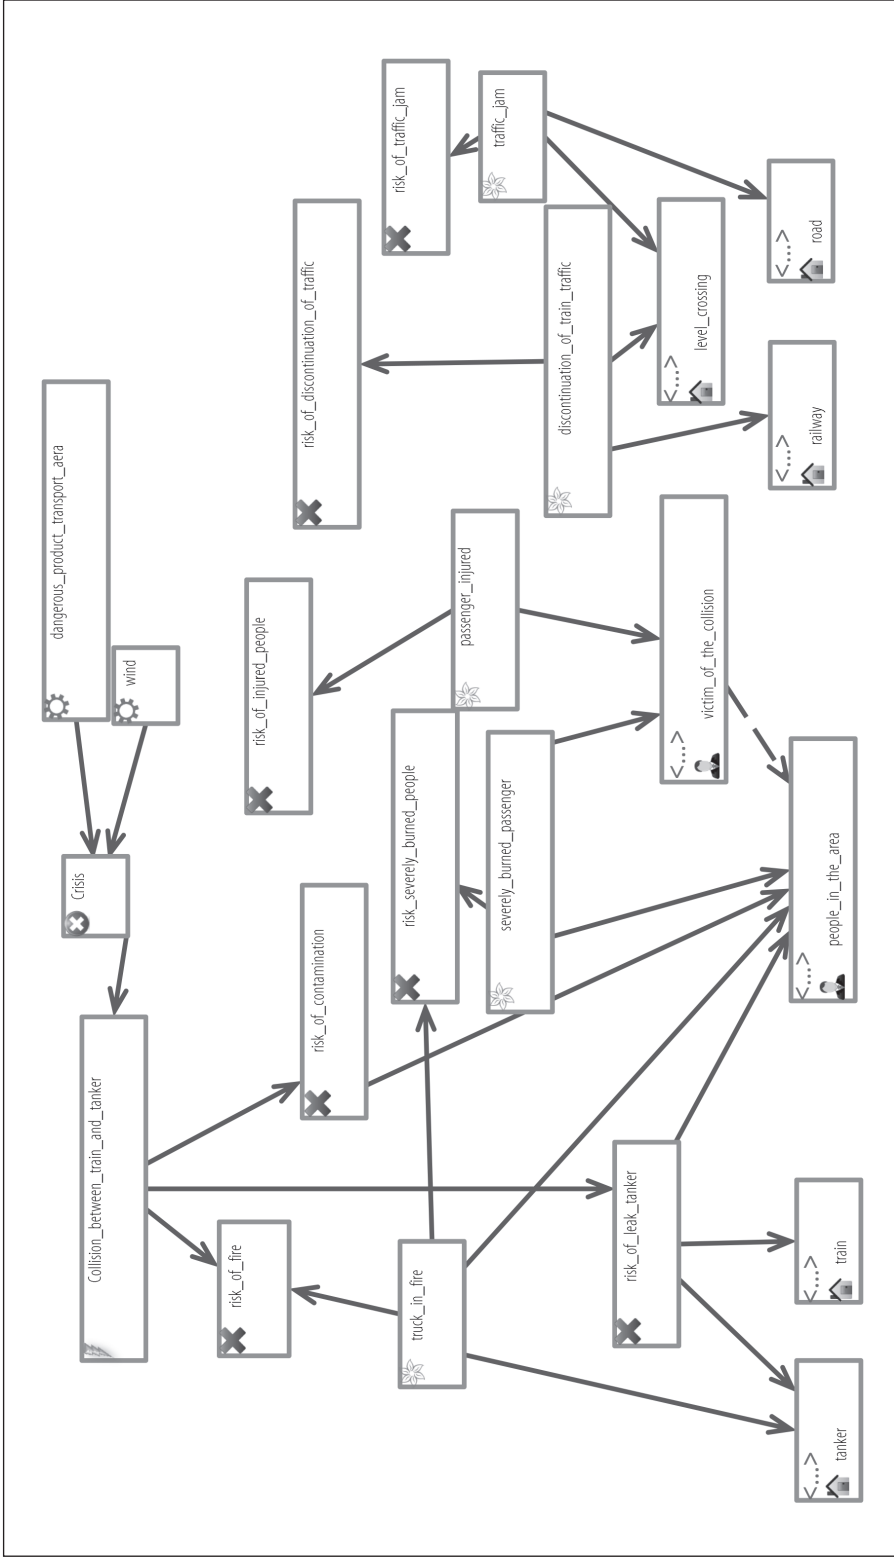 dangerous_product_transport_aera
wind
Crisis
Collision_between_train_and_tanker
risk_of_fire
risk_of_contamination
risk_of_injured_people
risk_of_discontinuation_of_traffic
risk_of_traffic_jam
truck_in_fire
risk_severely_burned_people
severely_burned_passenger
passenger_injured
discontinuation_of_train_traffic
traffic_jam
risk_of_leak_tanker
victim_of_the_collision
level_crossing
tanker
train
people_in_the_area
railway
road